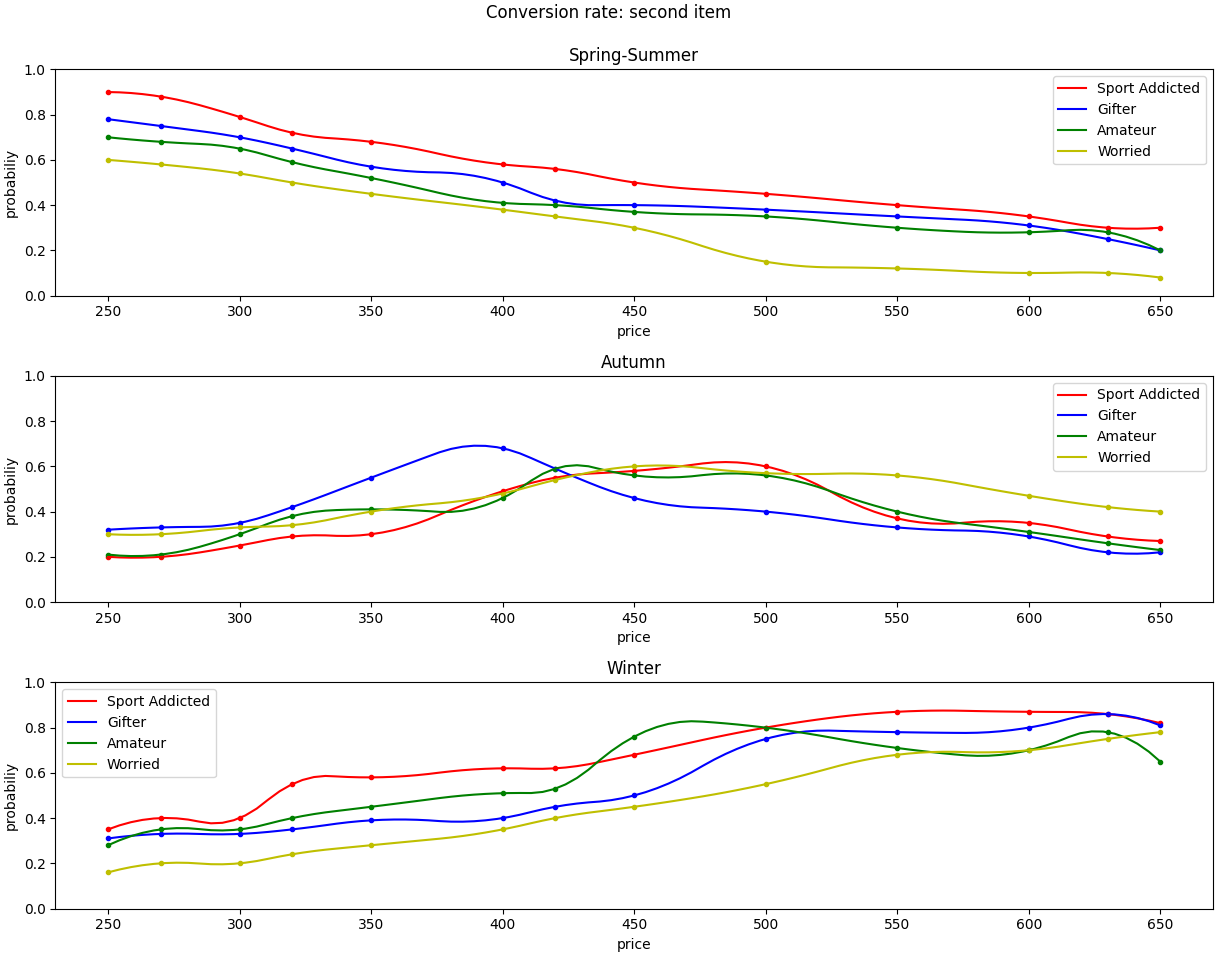 Conversion rate: second item
Spring-Summer
1.0
0.8
0.6
0.4
0.2
0.0
probabiliy
Sport Addicted
Gifter
Amateur
Worried
250 300 350 400 450 500 550 600 650
price
Autumn
1.0
0.8
0.6
0.4
0.2
0.0
probabiliy
Sport Addicted
Gifter
Amateur
Worried
250 300 350 400 450 500 550 600 650
price
Winter
1.0
0.8
0.6
0.4
0.2
0.0
probabiliy
Sport Addicted
Gifter
Amateur
Worried
250 300 350 400 450 500 550 600 650
price